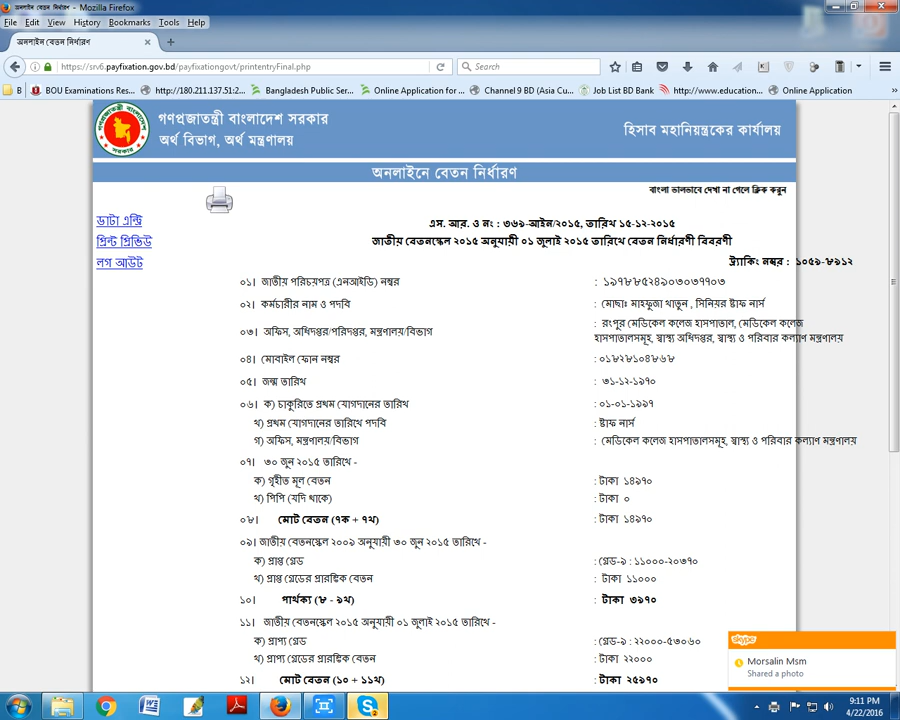 অনলাইন বেতন নির্ধারণ - Mozilla Firefox
File Edit View History Bookmarks Tools Help
অনলাইন বেতন নির্ধারণ
https://srv6.payfixation.gov.bd/payfixationgovt/printentryFinal.php
Search
B BOU Examinations Res... http://180.211.137.51:2... Bangladesh Public Ser... Online Application for ... Channel 9 BD (Asia Cu... Job List BD Bank http://www.education... Online Application
গণপ্রজাতন্ত্রী বাংলাদেশ সরকার
অর্থ বিভাগ, অর্থ মন্ত্রণালয়
হিসাব মহানিয়ন্ত্রকের কার্যালয়
অনলাইনে বেতন নির্ধারণ
বাংলা ভালভাবে দেখা না গেলে ক্লিক করুন
ডাটা এন্ট্রি
প্রিন্ট প্রিভিউ
লগ আউট
এস. আর. ও নং : ৩৬৯-আইন/২০১৫, তারিখ ১৫-১২-২০১৫
জাতীয় বেতনস্কেল ২০১৫ অনুযায়ী ০১ জুলাই ২০১৫ তারিখে বেতন নির্ধারণী বিবরণী
ট্র্যাকিং নম্বর : ১০৫৯-৮৯১২
০১। জাতীয় পরিচয়পত্র (এনআইডি) নম্বর : ১৯৭৮৮৫২৪৯০৩০৩৭৭০৩
০২। কর্মচারীর নাম ও পদবি : মোছাঃ মাহফুজা খাতুন , সিনিয়র ষ্টাফ নার্স
০৩। অফিস, অধিদপ্তর/পরিদপ্তর, মন্ত্রণালয়/বিভাগ : রংপুর মেডিকেল কলেজ হাসপাতাল, মেডিকেল কলেজ
হাসপাতালসমূহ, স্বাস্থ্য অধিদপ্তর, স্বাস্থ্য ও পরিবার কল্যাণ মন্ত্রণালয়
০৪। মোবাইল ফোন নম্বর : ০১৮২৮১০৪৮৬৮
০৫। জন্ম তারিখ : ৩১-১২-১৯৭০
০৬। ক) চাকুরিতে প্রথম যোগদানের তারিখ : ০১-০১-১৯৯৭
খ) প্রথম যোগদানের তারিখে পদবি : ষ্টাফ নার্স
গ) অফিস, মন্ত্রণালয়/বিভাগ : মেডিকেল কলেজ হাসপাতালসমূহ, স্বাস্থ্য ও পরিবার কল্যাণ মন্ত্রণালয়
০৭। ৩০ জুন ২০১৫ তারিখে -
ক) গৃহীত মূল বেতন : টাকা ১৪৯৭০
খ) পিপি (যদি থাকে) : টাকা ০
০৮। মোট বেতন (৭ক + ৭খ) : টাকা ১৪৯৭০
০৯। জাতীয় বেতনস্কেল ২০০৯ অনুযায়ী ৩০ জুন ২০১৫ তারিখে -
ক) প্রাপ্ত গ্রেড : গ্রেড-৯ : ১১০০০-২০৩৭০
খ) প্রাপ্ত গ্রেডের প্রারম্ভিক বেতন : টাকা ১১০০০
১০। পার্থক্য (৮ - ৯খ) : টাকা ৩৯৭০
১১। জাতীয় বেতনস্কেল ২০১৫ অনুযায়ী ০১ জুলাই ২০১৫ তারিখে -
ক) প্রাপ্য গ্রেড : গ্রেড-৯ : ২২০০০-৫৩০৬০
খ) প্রাপ্য গ্রেডের প্রারম্ভিক বেতন : টাকা ২২০০০
১২। মোট বেতন (১০ + ১১খ) : টাকা ২৫৯৭০
skype
Morsalin Msm
Shared a photo
9:11 PM
4/22/2016